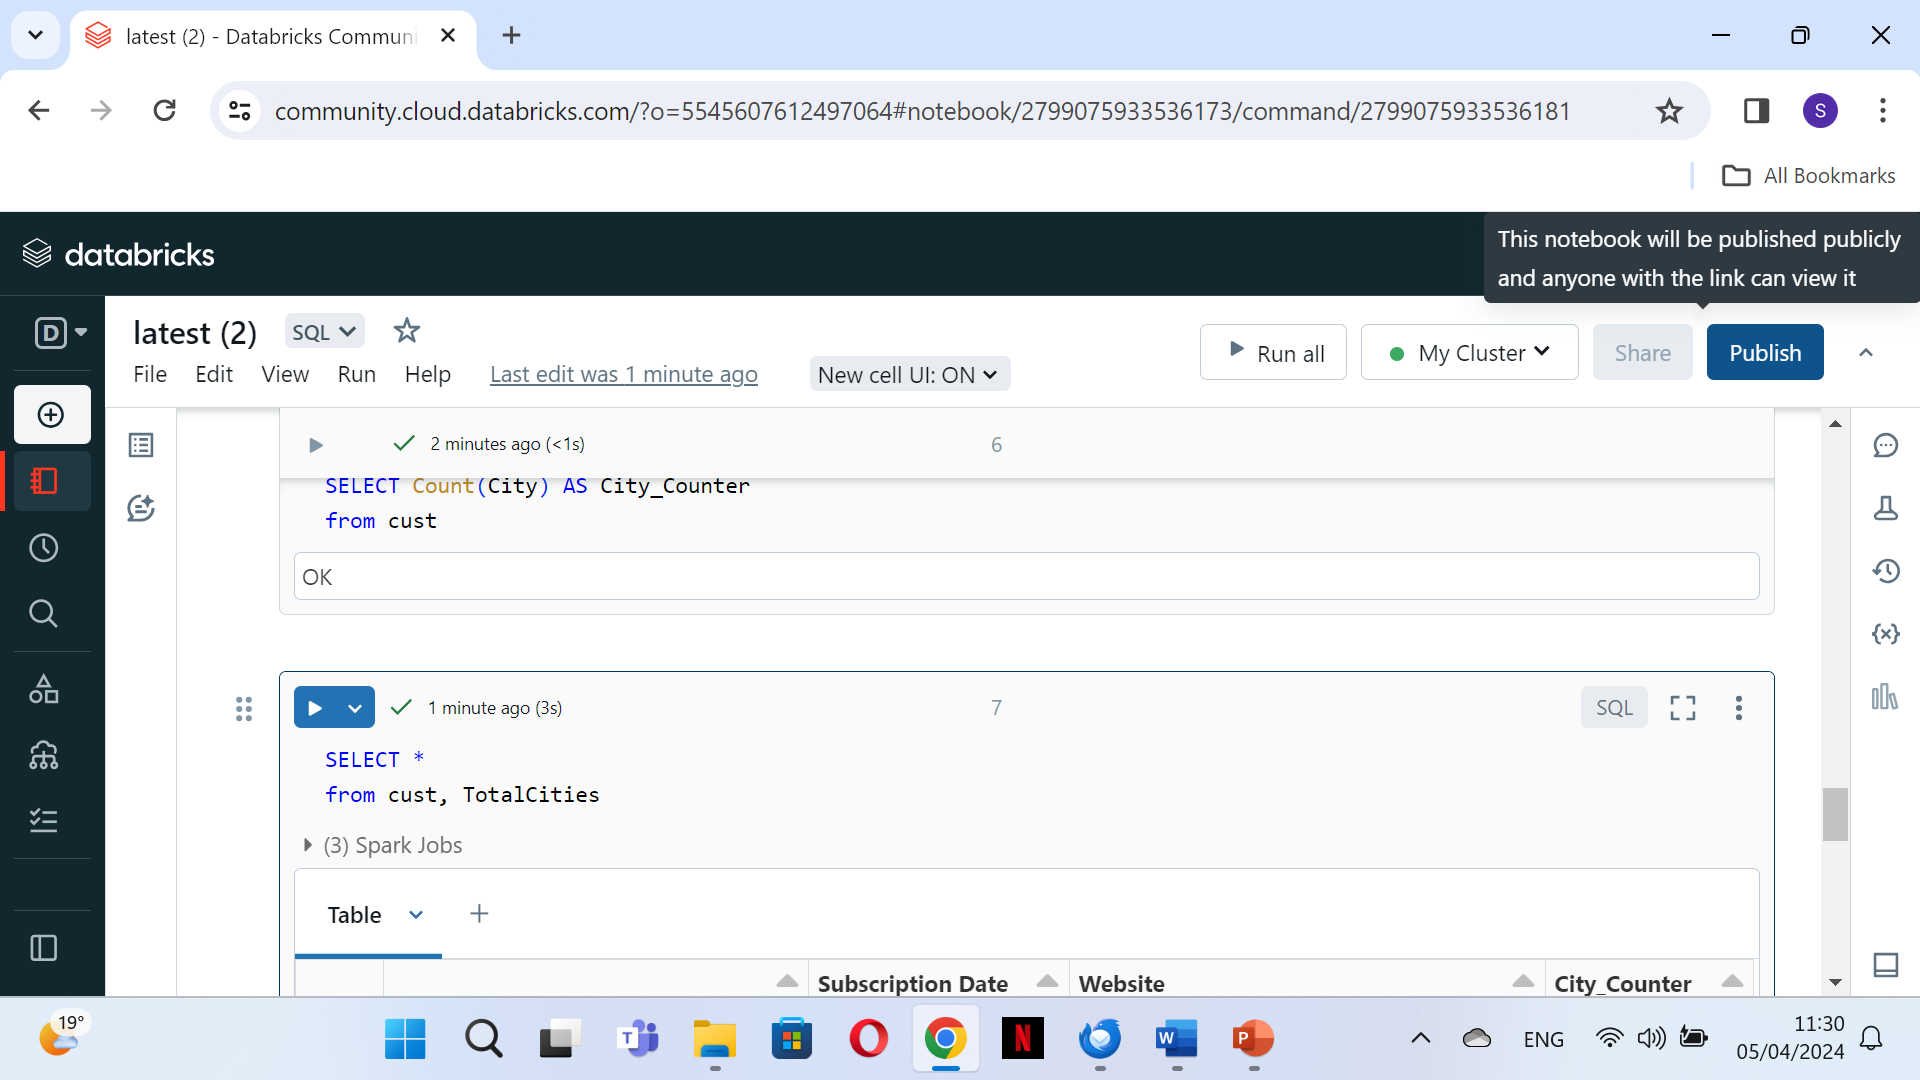 latest (2) - Databricks Communi
community.cloud.databricks.com/?o=5545607612497064#notebook/2799075933536173/command/2799075933536181
S
All Bookmarks
databricks
This notebook will be published publicly
and anyone with the link can view it
D
latest (2)
SQL
File
Edit
View
Run
Help
Last edit was 1 minute ago
New cell UI: ON
Run all
My Cluster
Share
Publish
2 minutes ago (<1s)
6
SELECT Count(City) AS City_Counter
from cust
OK
1 minute ago (3s)
7
SQL
SELECT *
from cust, TotalCities
(3) Spark Jobs
Table
Subscription Date
Website
City_Counter
19°
T
N
W
P
ENG
11:30
05/04/2024